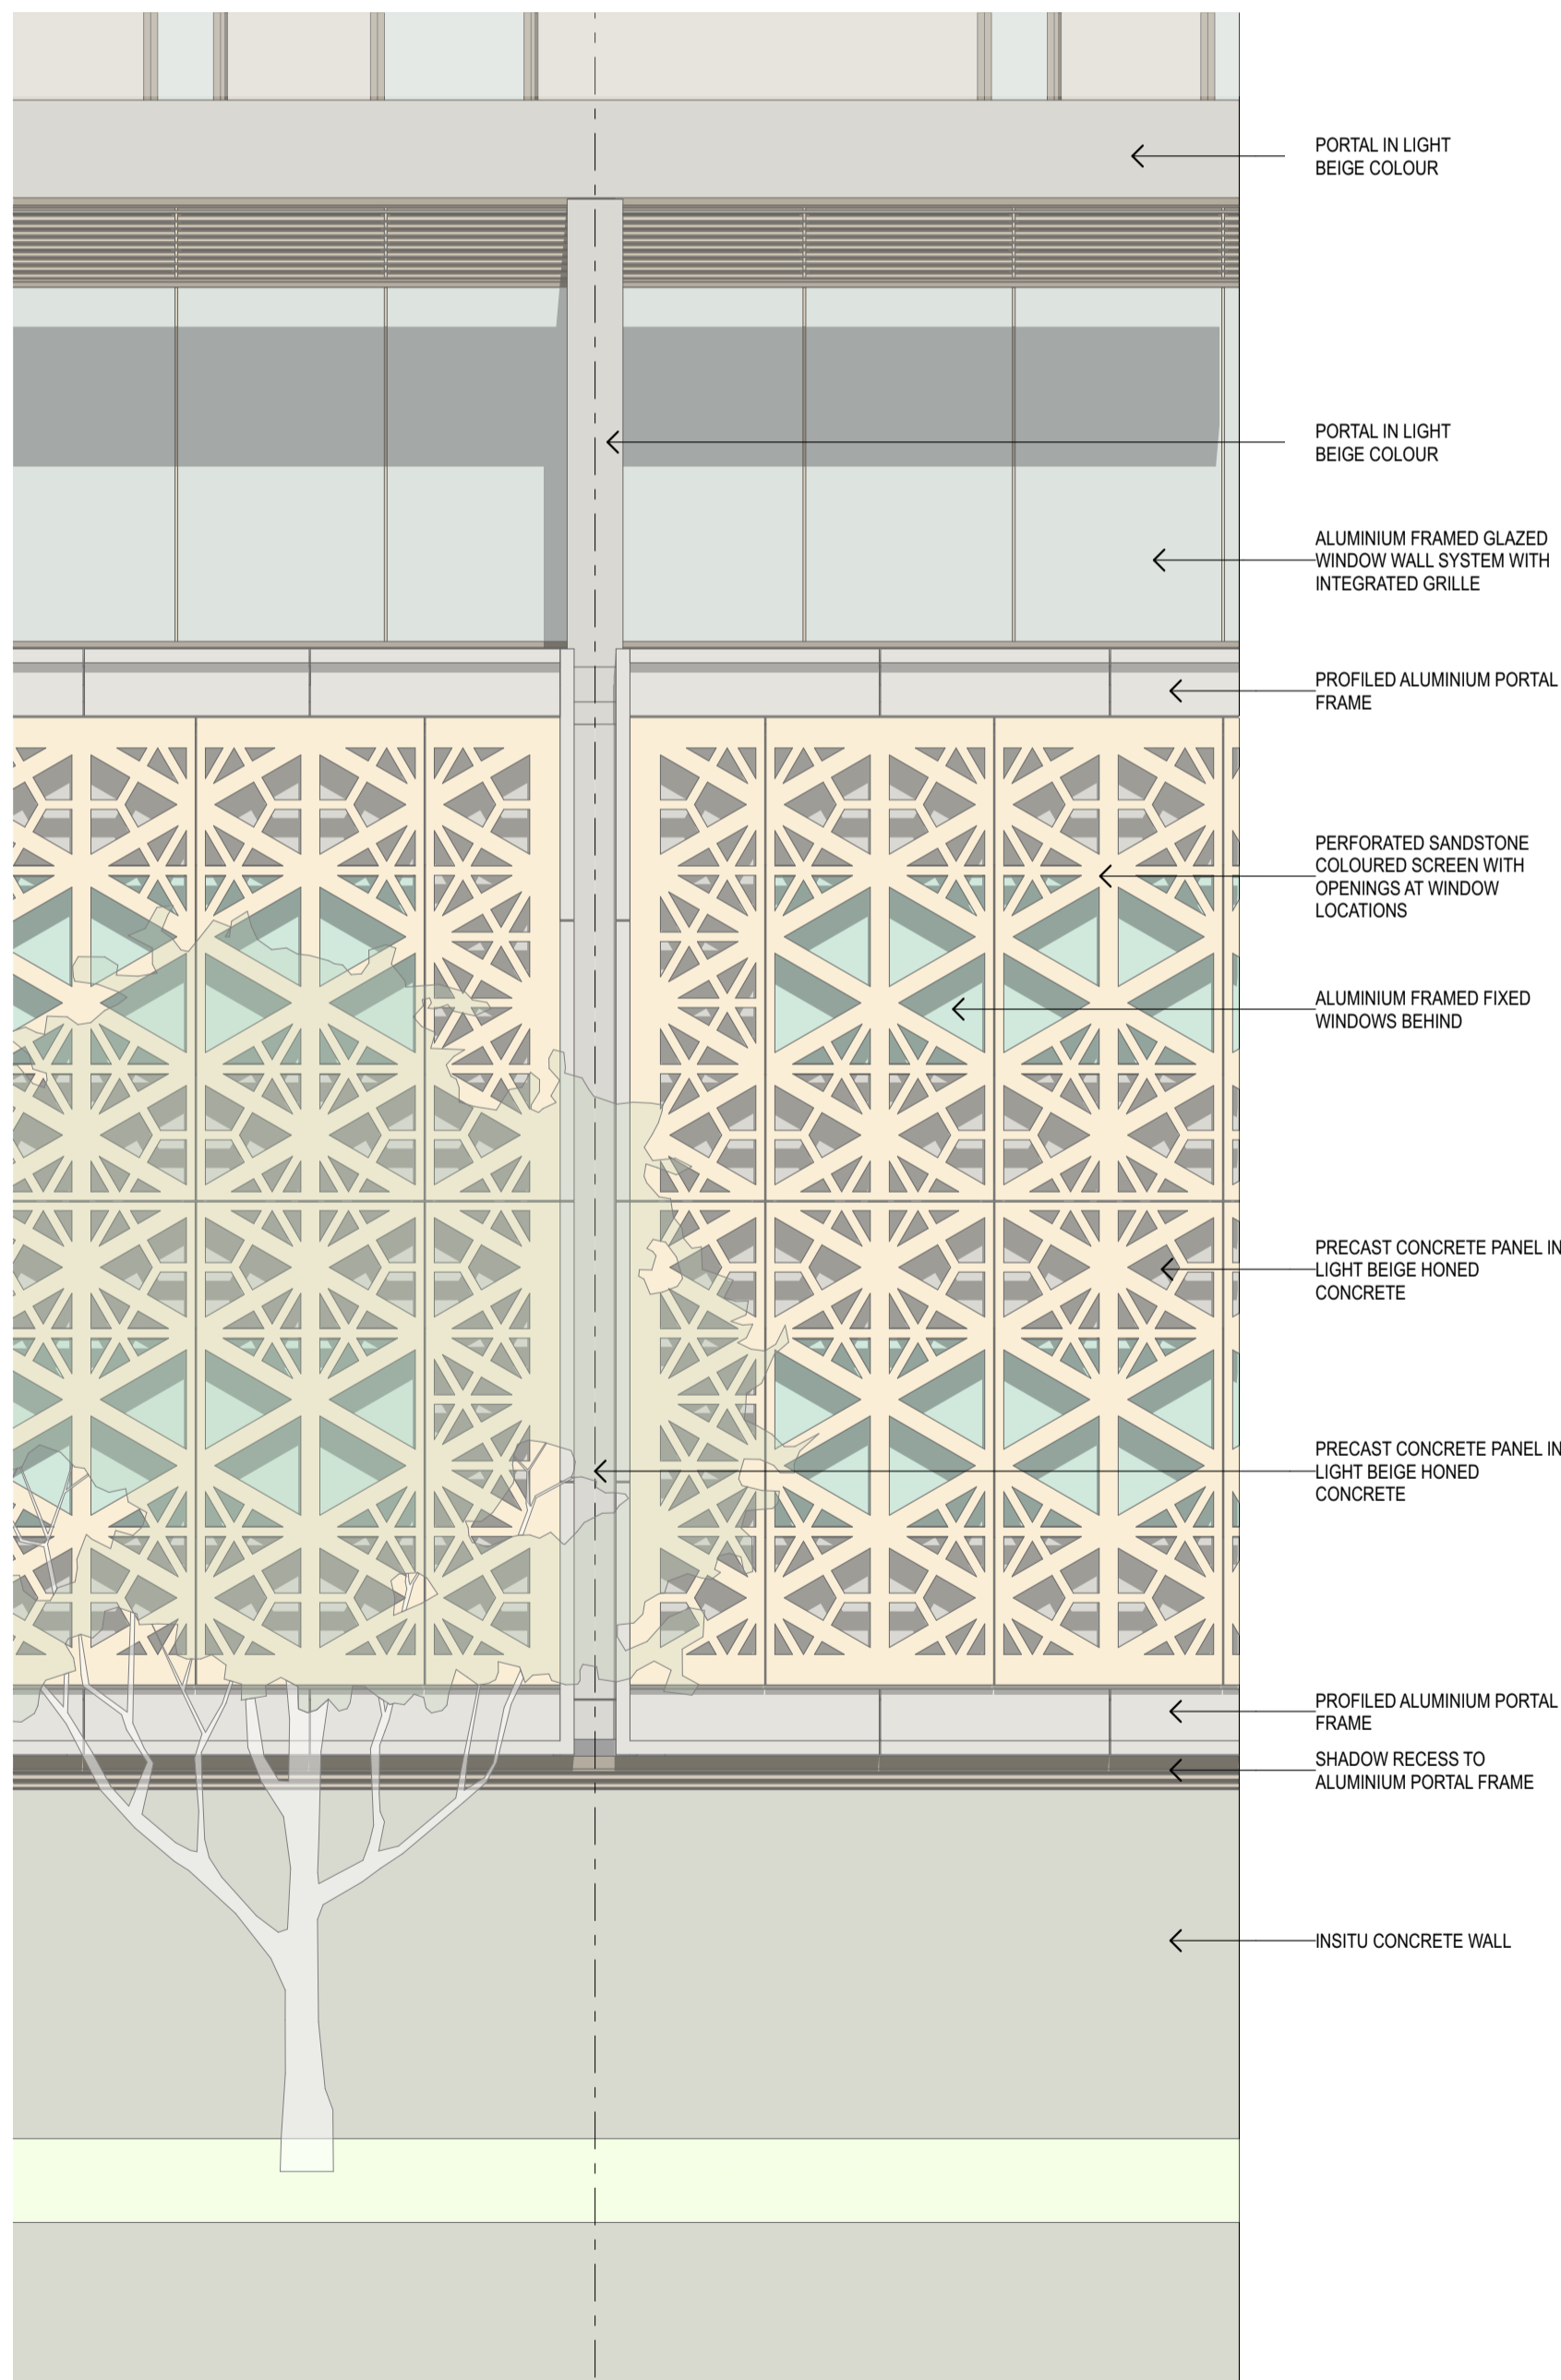 PORTAL IN LIGHT
BEIGE COLOUR
PORTAL IN LIGHT
BEIGE COLOUR
ALUMINIUM FRAMED GLAZED
WINDOW WALL SYSTEM WITH
INTEGRATED GRILLE
PROFILED ALUMINIUM PORTAL
FRAME
PERFORATED SANDSTONE
COLOURED SCREEN WITH
OPENINGS AT WINDOW
LOCATIONS
ALUMINIUM FRAMED FIXED
WINDOWS BEHIND
PRECAST CONCRETE PANEL IN
LIGHT BEIGE HONED
CONCRETE
PRECAST CONCRETE PANEL IN
LIGHT BEIGE HONED
CONCRETE
PROFILED ALUMINIUM PORTAL
FRAME
SHADOW RECESS TO
ALUMINIUM PORTAL FRAME
INSITU CONCRETE WALL